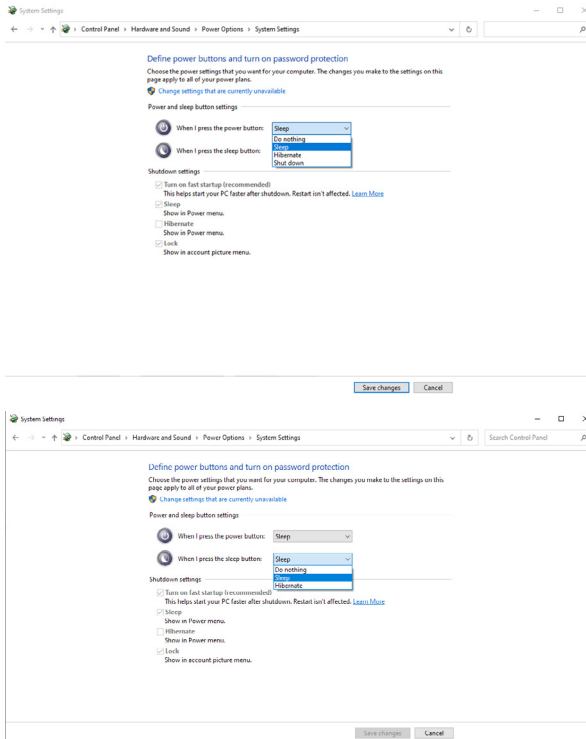 System Settings
Control Panel > Hardware and Sound > Power Options > System Settings
Define power buttons and turn on password protection
Choose the power settings that you want for your computer. The changes you make to the settings on this
page apply to all of your power plans.
Change settings that are currently unavailable
Power and sleep button settings
When I press the power button: Sleep
Do nothing
Sleep
When I press the sleep button: Hibernate
Shut down
Shutdown settings
Turn on fast startup (recommended)
This helps start your PC faster after shutdown. Restart isn't affected. Learn More
Sleep
Show in Power menu.
Hibernate
Show in Power menu.
Lock
Show in account picture menu.
Save changes Cancel
System Settings
Control Panel > Hardware and Sound > Power Options > System Settings Search Control Panel
Define power buttons and turn on password protection
Choose the power settings that you want for your computer. The changes you make to the settings on this
page apply to all of your power plans.
Change settings that are currently unavailable
Power and sleep button settings
When I press the power button: Sleep
When I press the sleep button: Sleep
Do nothing
Sleep
Hibernate
Shutdown settings
Turn on fast startup (recommended)
This helps start your PC faster after shutdown. Restart isn't affected. Learn More
Sleep
Show in Power menu.
Hibernate
Show in Power menu.
Lock
Show in account picture menu.
Save changes Cancel